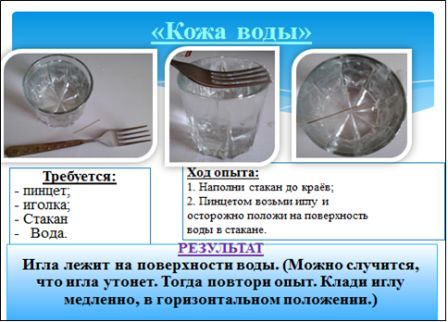 «Кожа воды»
Требуется:
- пинцет;
- иголка;
- Стакан
- Вода.
Ход опыта:
1. Наполни стакан до краёв;
2. Пинцетом возьми иглу и
осторожно положи на поверхность
воды в стакане.
РЕЗУЛЬТАТ
Игла лежит на поверхности воды. (Можно случится,
что игла утонет. Тогда повтори опыт. Клади иглу
медленно, в горизонтальном положении.)